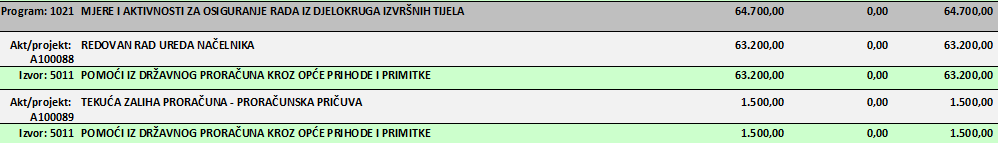 Program: 1021 MJERE I AKTIVNOSTI ZA OSIGURANJE RADA IZ DJELOKRUGA IZVRŠNIH TIJELA 64.700,00 0,00 64.700,00
Akt/projekt: REDOVAN RAD UREDA NAČELNIKA 63.200,00 0,00 63.200,00
A100088
Izvor: 5011 POMOĆI IZ DRŽAVNOG PRORAČUNA KROZ OPĆE PRIHODE I PRIMITKE 63.200,00 0,00 63.200,00
Akt/projekt: TEKUĆA ZALIHA PRORAČUNA - PRORAČUNSKA PRIČUVA 1.500,00 0,00 1.500,00
A100089
Izvor: 5011 POMOĆI IZ DRŽAVNOG PRORAČUNA KROZ OPĆE PRIHODE I PRIMITKE 1.500,00 0,00 1.500,00